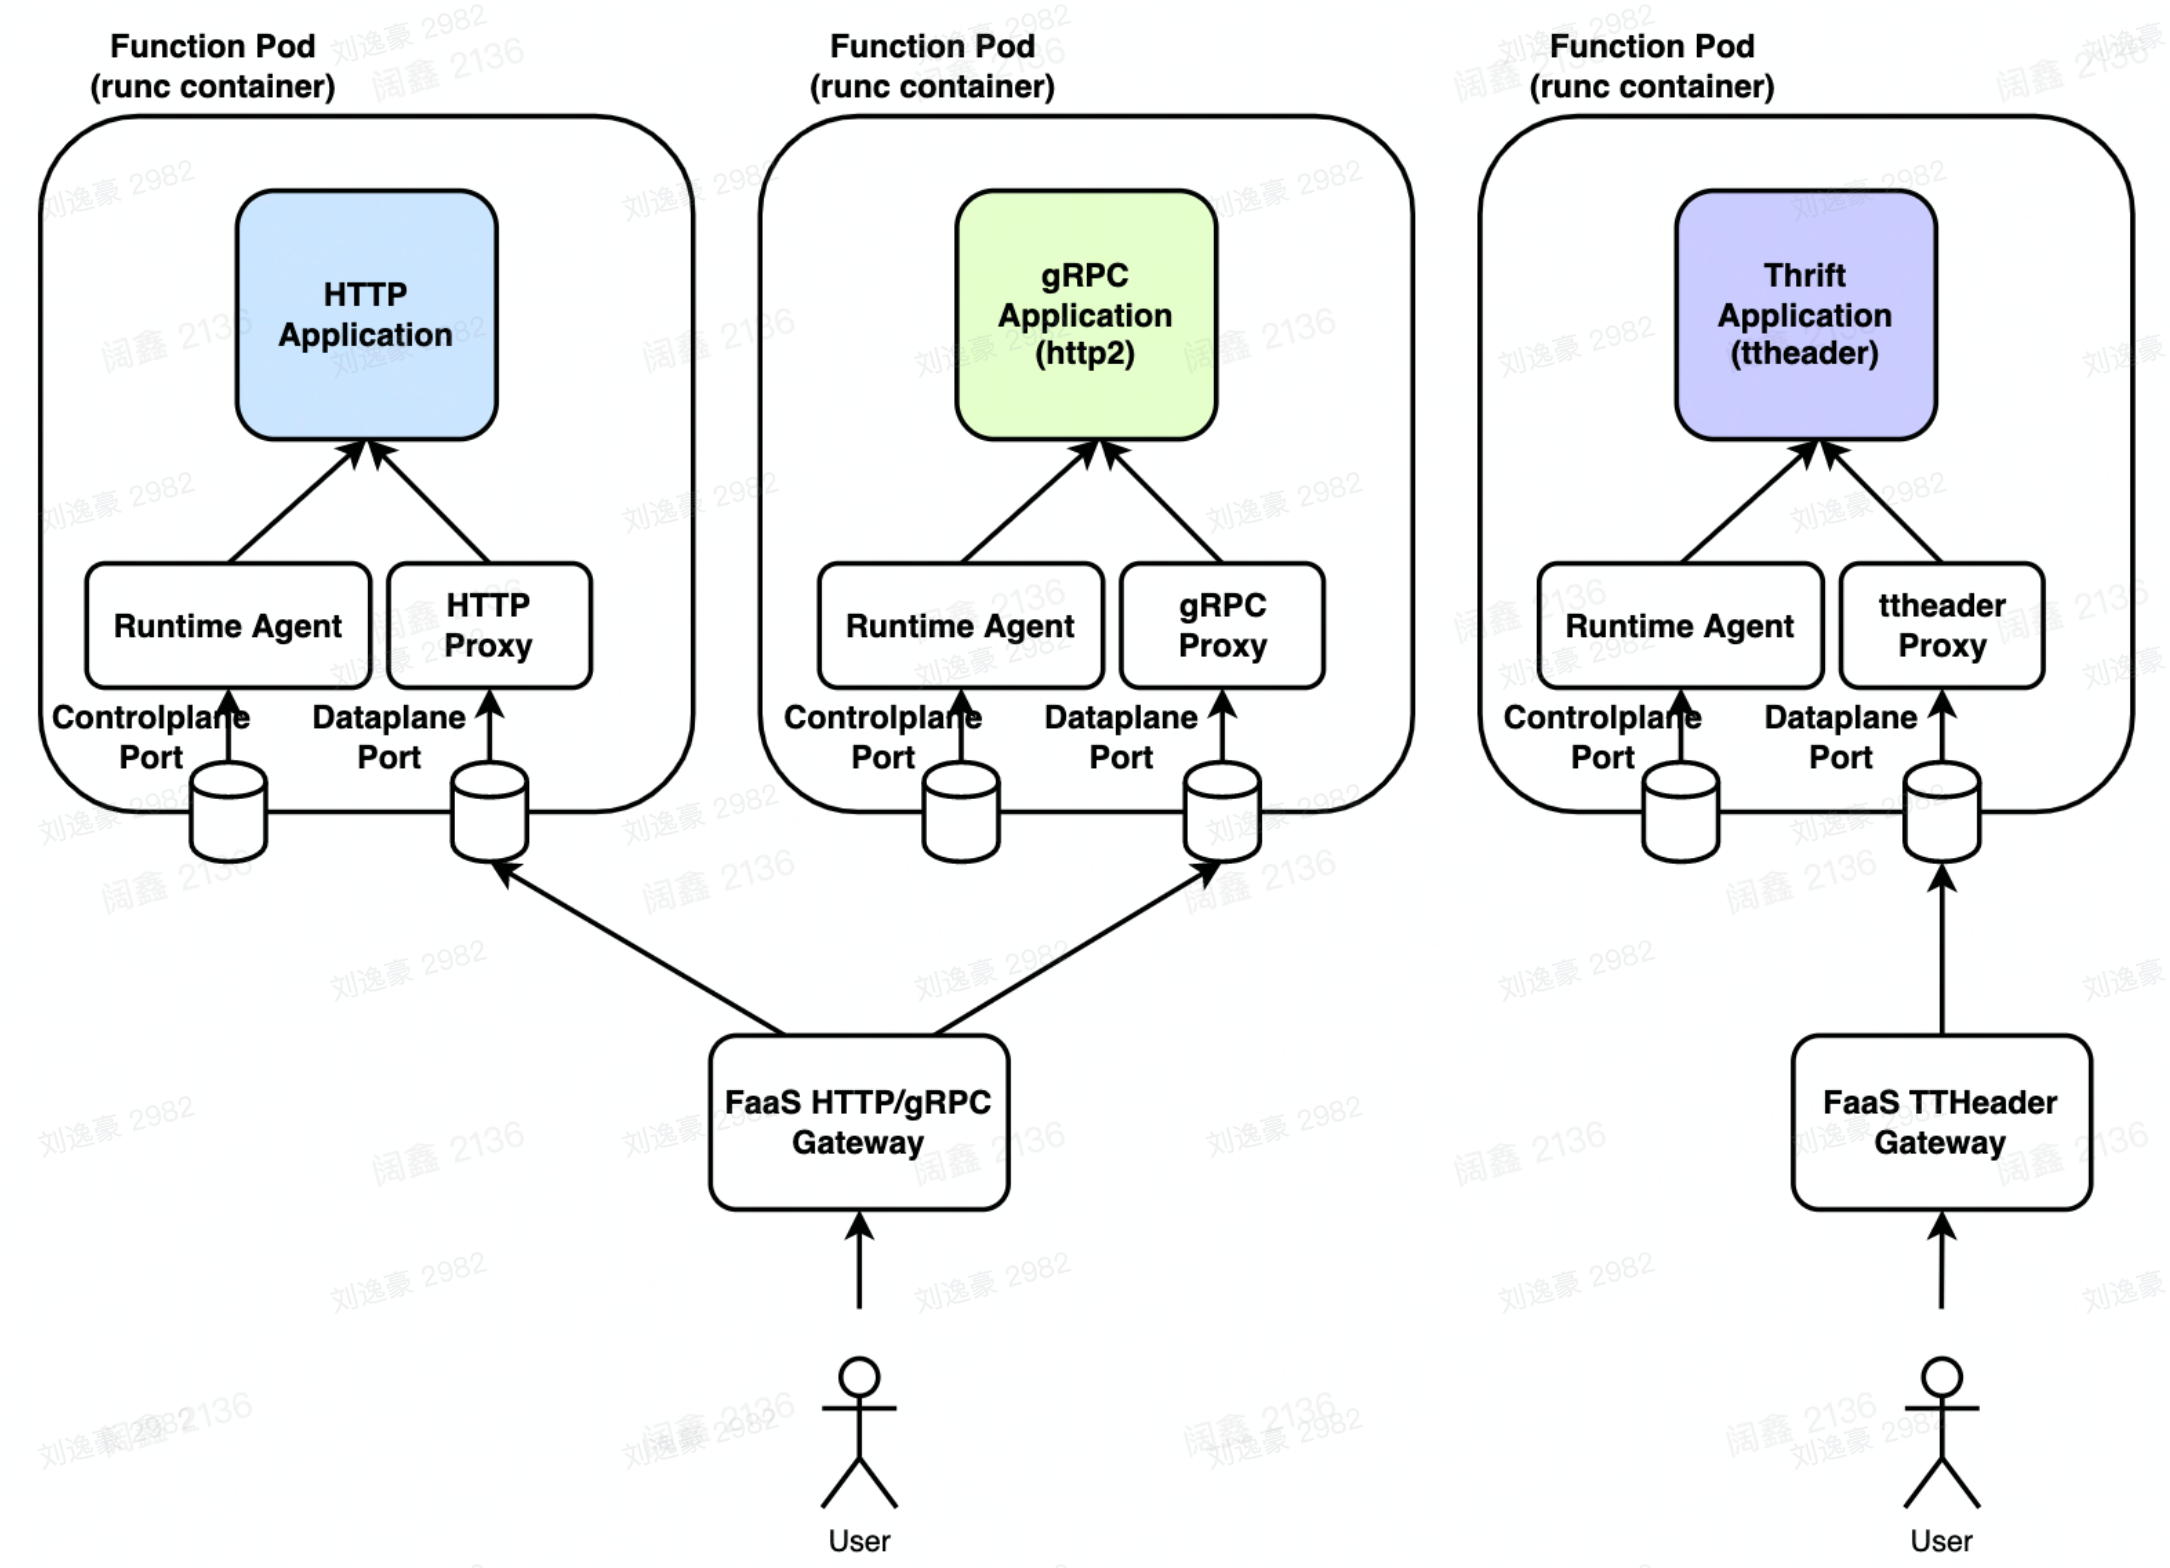 Function Pod
(runc container)
Function Pod
(runc container)
Function Pod
(runc container)
HTTP
Application
gRPC
Application
(http2)
Thrift
Application
(ttheader)
Runtime Agent
HTTP
Proxy
Runtime Agent
gRPC
Proxy
Runtime Agent
ttheader
Proxy
Controlplane
Port
Dataplane
Port
Controlplane
Port
Dataplane
Port
Controlplane
Port
Dataplane
Port
FaaS HTTP/gRPC
Gateway
FaaS TTHeader
Gateway
User
User
刘逸豪 2982
阔鑫 2136